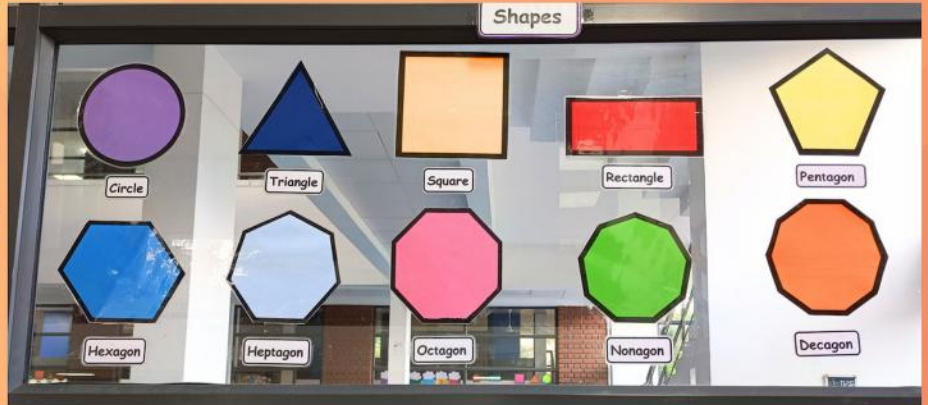 Shapes
Circle
Triangle
Square
Rectangle
Pentagon
Hexagon
Heptagon
Octagon
Nonagon
Decagon